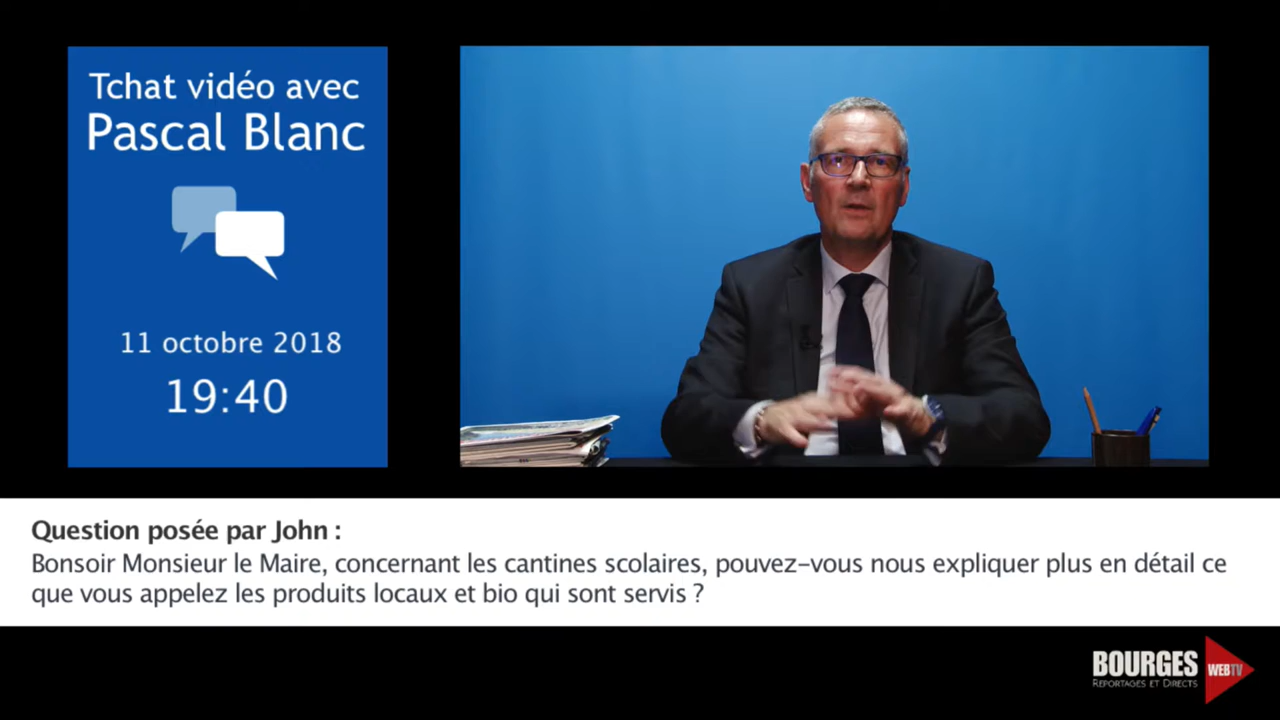 Tchat vidéo avec
Pascal Blanc
11 octobre 2018
19:40
Question posée par John :
Bonsoir Monsieur le Maire, concernant les cantines scolaires, pouvez-vous nous expliquer plus en détail ce
que vous appelez les produits locaux et bio qui sont servis ?
BOURGES
REPORTAGES ET DIRECTS
WEBTV